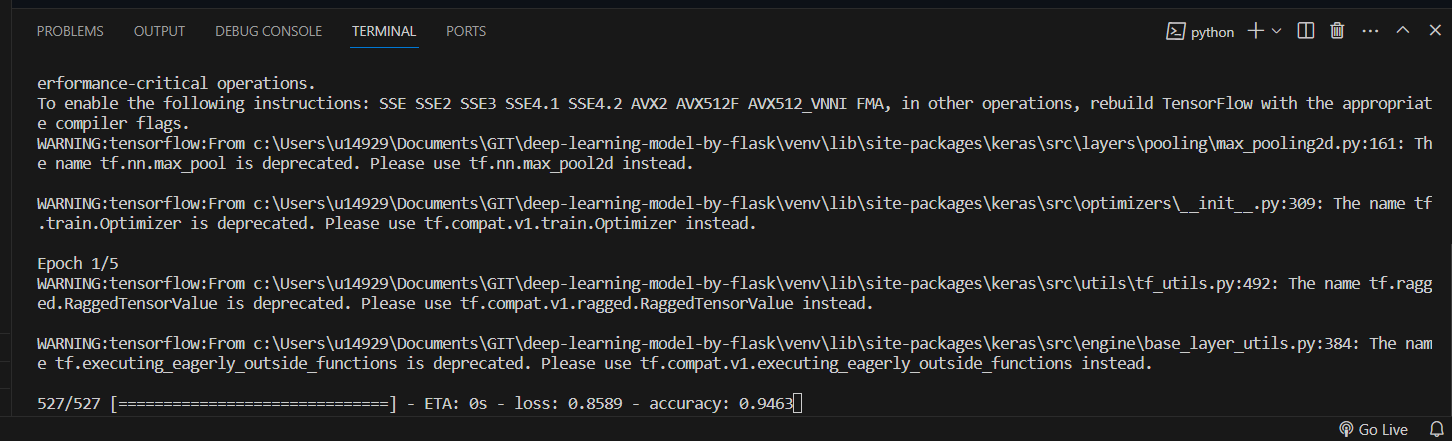 PROBLEMS OUTPUT DEBUG CONSOLE TERMINAL PORTS python
erformance-critical operations.
To enable the following instructions: SSE SSE2 SSE3 SSE4.1 SSE4.2 AVX2 AVX512F AVX512_VNNI FMA, in other operations, rebuild TensorFlow with the appropriat
e compiler flags.
WARNING:tensorflow:From c:\Users\u14929\Documents\GIT\deep-learning-model-by-flask\venv\lib\site-packages\keras\src\layers\pooling\max_pooling2d.py:161: Th
e name tf.nn.max_pool is deprecated. Please use tf.nn.max_pool2d instead.
WARNING:tensorflow:From c:\Users\u14929\Documents\GIT\deep-learning-model-by-flask\venv\lib\site-packages\keras\src\optimizers\__init__.py:309: The name tf
.train.Optimizer is deprecated. Please use tf.compat.v1.train.Optimizer instead.
Epoch 1/5
WARNING:tensorflow:From c:\Users\u14929\Documents\GIT\deep-learning-model-by-flask\venv\lib\site-packages\keras\src\utils\tf_utils.py:492: The name tf.ragg
ed.RaggedTensorValue is deprecated. Please use tf.compat.v1.ragged.RaggedTensorValue instead.
WARNING:tensorflow:From c:\Users\u14929\Documents\GIT\deep-learning-model-by-flask\venv\lib\site-packages\keras\src\engine\base_layer_utils.py:384: The nam
e tf.executing_eagerly_outside_functions is deprecated. Please use tf.compat.v1.executing_eagerly_outside_functions instead.
527/527 [==============================] - ETA: 0s - loss: 0.8589 - accuracy: 0.9463
Go Live